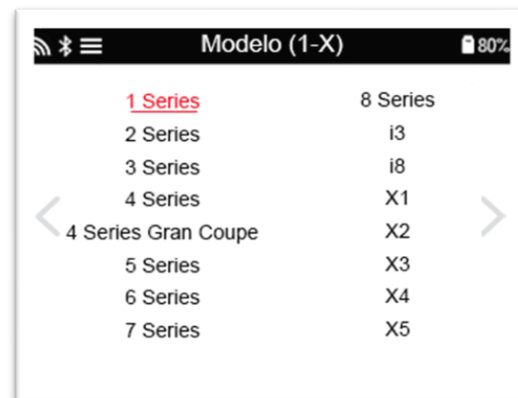 Modelo (1-X)
80%
1 Series
2 Series
3 Series
4 Series
4 Series Gran Coupe
5 Series
6 Series
7 Series
8 Series
i3
i8
X1
X2
X3
X4
X5